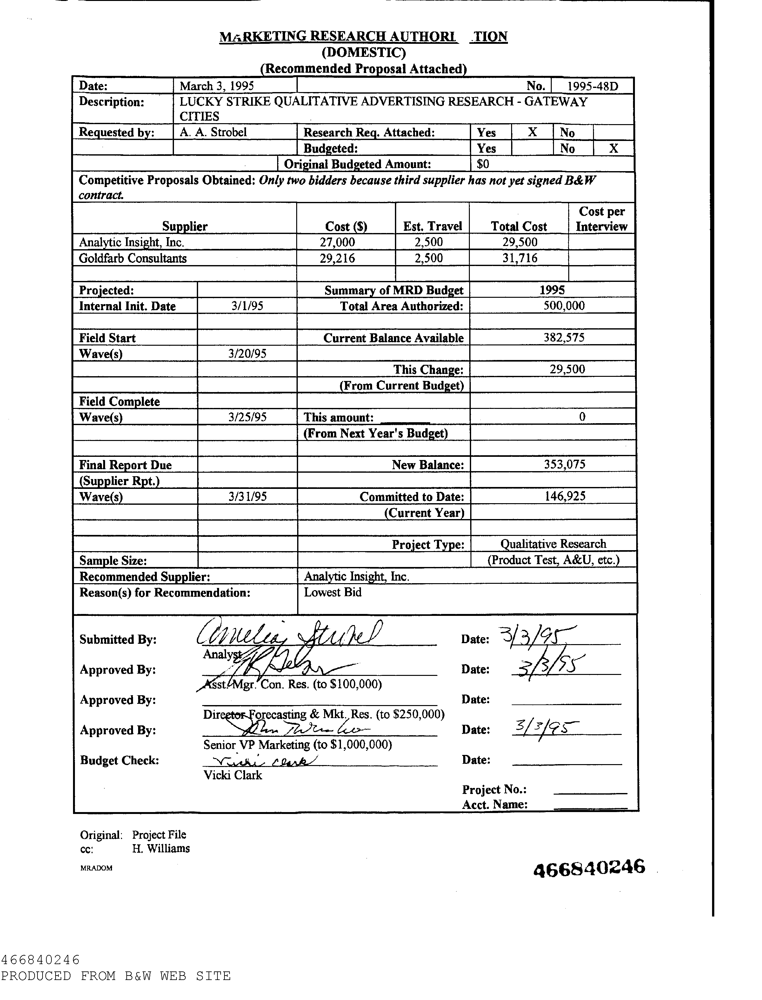 MARKETING RESEARCH AUTHORI TION
(DOMESTIC)
(Recommended Proposal Attached)
Date: March 3, 1995 No. 1995-48D
Description: LUCKY STRIKE QUALITATIVE ADVERTISING RESEARCH - GATEWAY
CITIES
Requested by: A. A. Strobel Research Req. Attached: Yes X No
Budgeted: Yes No X
Original Budgeted Amount: $0
Competitive Proposals Obtained: Only two bidders because third supplier has not yet signed B&W
contract.
Supplier Cost ($) Est. Travel Total Cost Cost per Interview
Analytic Insight, Inc. 27,000 2,500 29,500
Goldfarb Consultants 29,216 2,500 31,716
Projected: Summary of MRD Budget 1995
Internal Init. Date 3/1/95 Total Area Authorized: 500,000
Field Start Current Balance Available 382,575
Wave(s) 3/20/95
This Change: 29,500
(From Current Budget)
Field Complete
Wave(s) 3/25/95 This amount: 0
(From Next Year's Budget)
Final Report Due New Balance: 353,075
(Supplier Rpt.)
Wave(s) 3/31/95 Committed to Date: 146,925
(Current Year)
Project Type: Qualitative Research
Sample Size: (Product Test, A&U, etc.)
Recommended Supplier: Analytic Insight, Inc.
Reason(s) for Recommendation: Lowest Bid
Submitted By: Amelia Strobel Date: 3/3/95
Analyst
Approved By: Date: 3/3/95
Asst. Mgr. Con. Res. (to $100,000)
Approved By: Date:
Director Forecasting & Mkt. Res. (to $250,000)
Approved By: Date: 3/3/95
Senior VP Marketing (to $1,000,000)
Budget Check: Vicki Clark Date:
Vicki Clark
Project No.:
Acct. Name:
Original: Project File
cc: H. Williams
MRADOM
466840246
466840246
PRODUCED FROM B&W WEB SITE